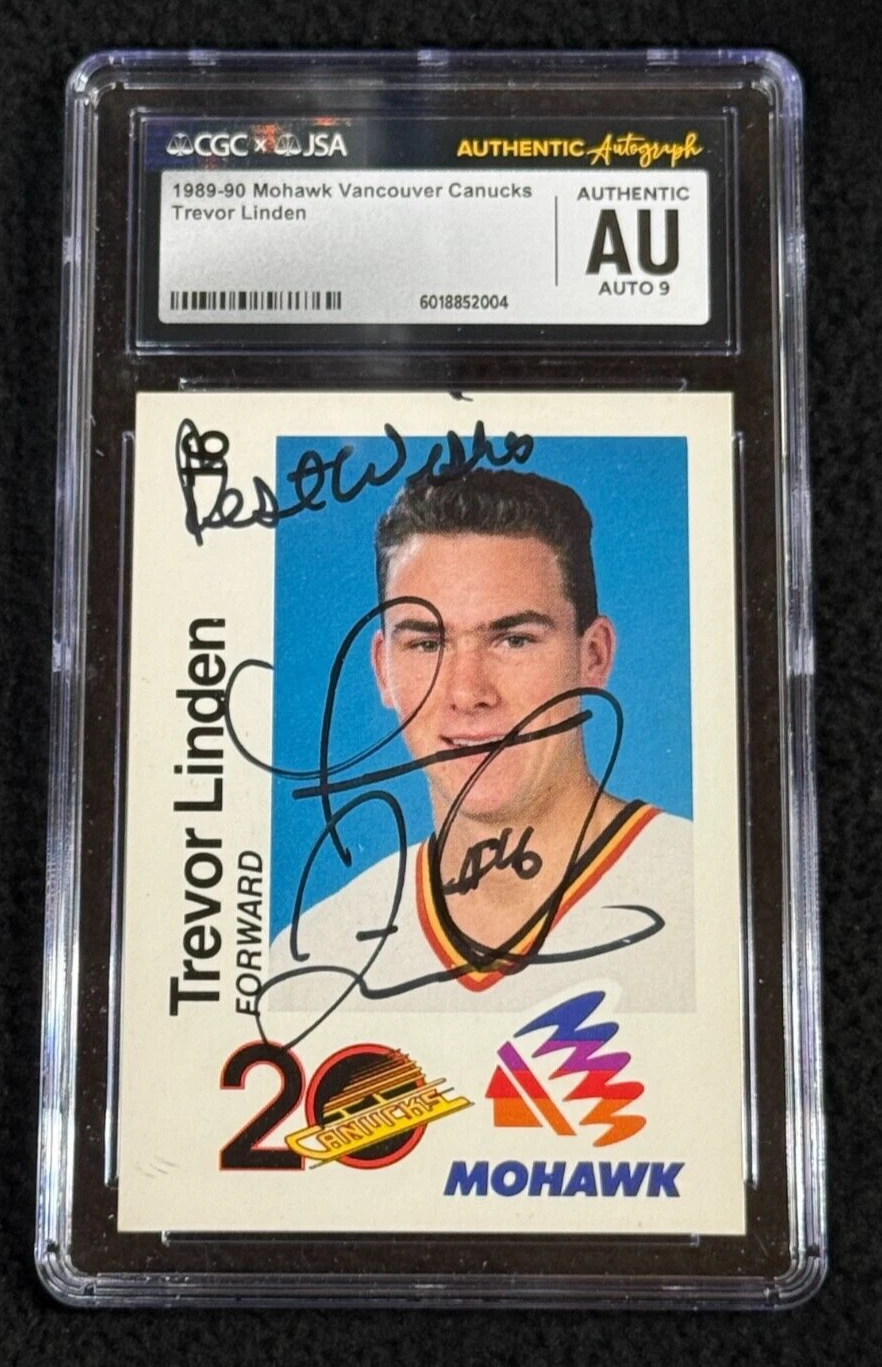 CGC x JSA AUTHENTIC Autograph
1989-90 Mohawk Vancouver Canucks
Trevor Linden
AUTHENTIC
AU
AUTO 9
6018852004
16
Best Wishes
Trevor Linden
FORWARD
#16
20
CANUCKS
MOHAWK